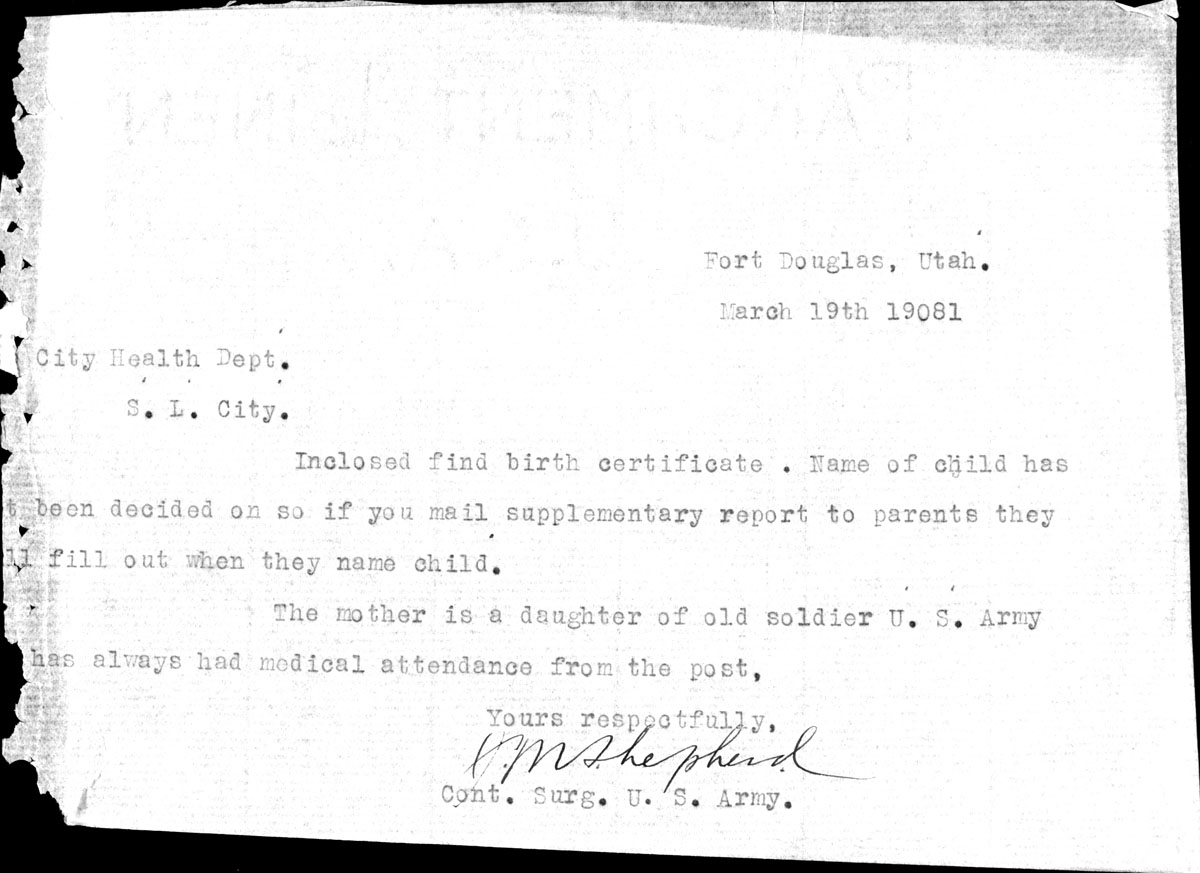 Fort Douglas, Utah.
March 19th 19081
City Health Dept.
S. L. City.
Inclosed find birth certificate . Name of child has
t been decided on so if you mail supplementary report to parents they
ll fill out when they name child.
The mother is a daughter of old soldier U. S. Army
has always had medical attendance from the post,
Yours respectfully,
J.M. Shepherd.
Cont. Surg. U. S. Army.